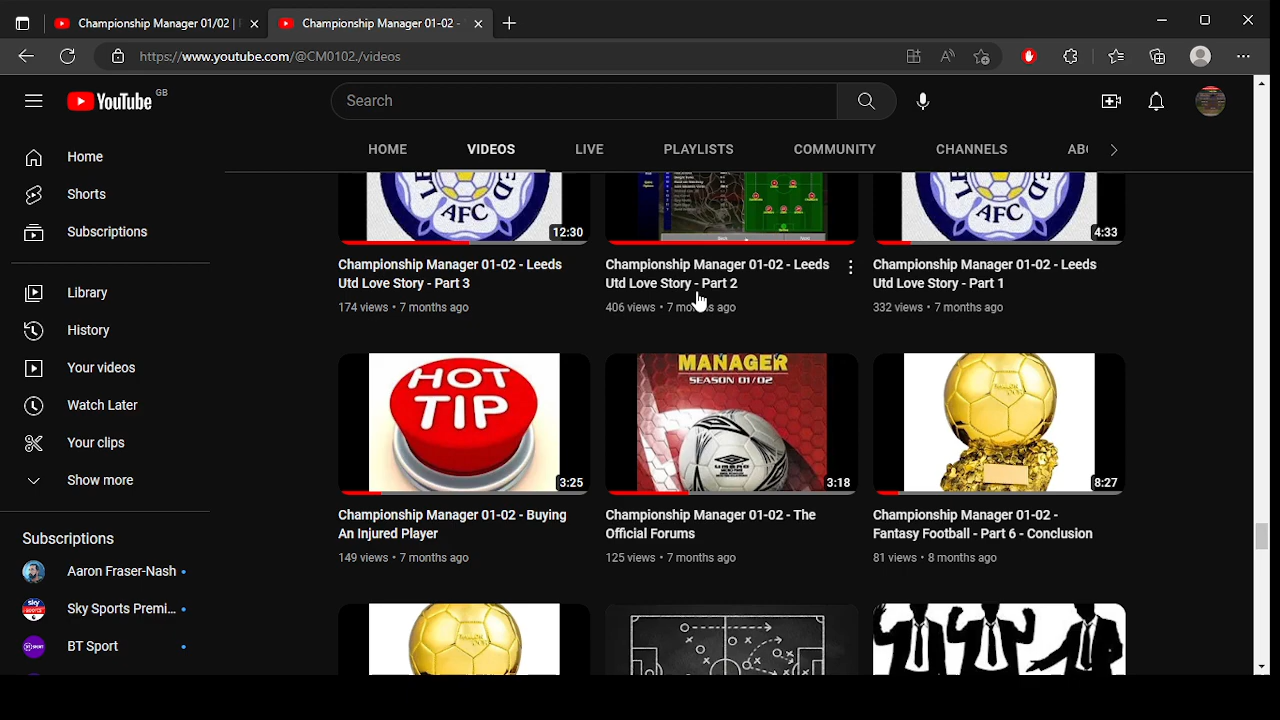 Championship Manager 01/02 |
Championship Manager 01-02 -
https://www.youtube.com/@CM0102./videos
YouTube GB
Search
HOME
VIDEOS
LIVE
PLAYLISTS
COMMUNITY
CHANNELS
Home
Shorts
Subscriptions
Library
History
Your videos
Watch Later
Your clips
Show more
Subscriptions
Aaron Fraser-Nash
Sky Sports Premi...
BT Sport
AFC
12:30
Championship Manager 01-02 - Leeds
Utd Love Story - Part 3
174 views • 7 months ago
Championship Manager 01-02 - Leeds
Utd Love Story - Part 2
406 views • 7 months ago
AFC
4:33
Championship Manager 01-02 - Leeds
Utd Love Story - Part 1
332 views • 7 months ago
HOT
TIP
3:25
Championship Manager 01-02 - Buying
An Injured Player
149 views • 7 months ago
MANAGER
SEASON 01/02
UMBRO
3:18
Championship Manager 01-02 - The
Official Forums
125 views • 7 months ago
8:27
Championship Manager 01-02 -
Fantasy Football - Part 6 - Conclusion
81 views • 8 months ago